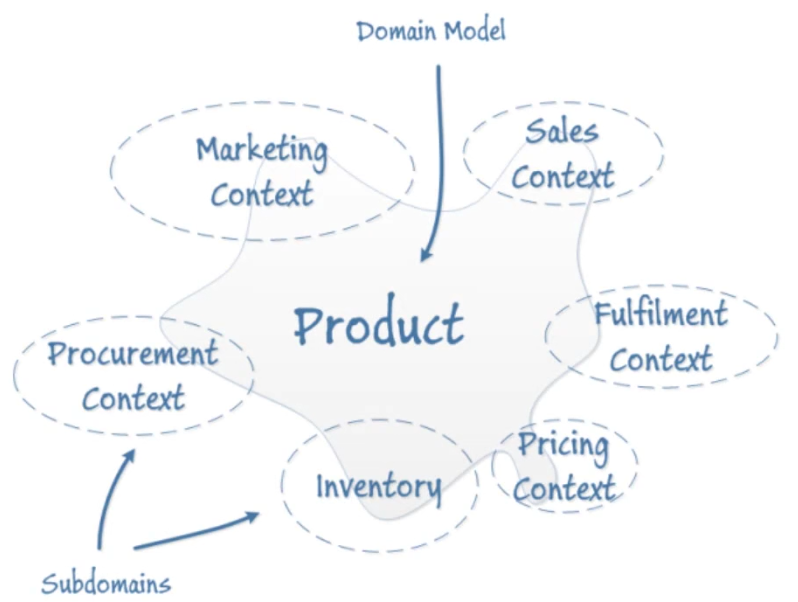 Domain Model
Marketing
Context
Sales
Context
Product
Fulfilment
Context
Procurement
Context
Pricing
Context
Inventory
Subdomains